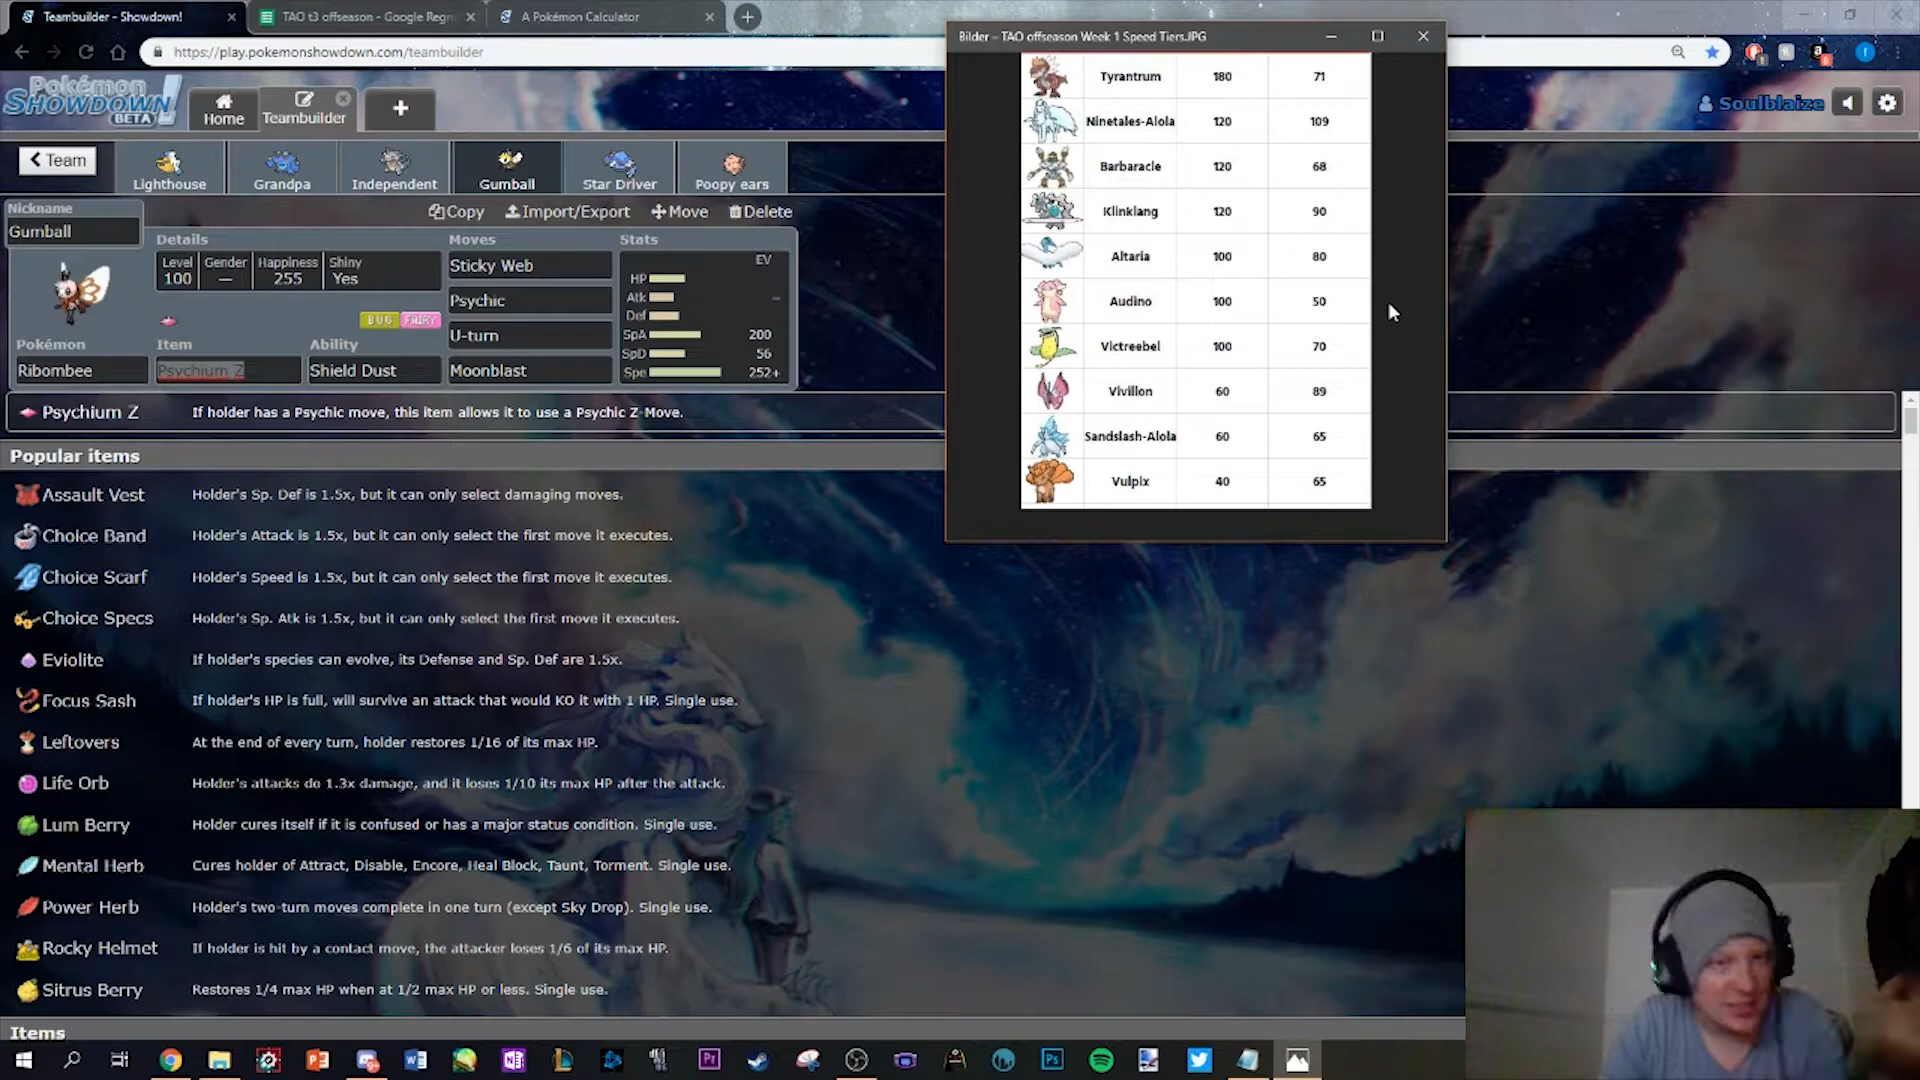 Teambuilder - Showdown!
TAO t3 offseason - Google Regn
A Pokémon Calculator
https://play.pokemonshowdown.com/teambuilder
Bilder – TAO offseason Week 1 Speed Tiers.JPG
Pokémon
SHOWDOWN!
BETA
Home
Teambuilder
Soulblaize
Team
Lighthouse
Grandpa
Independent
Gumball
Star Driver
Poopy ears
Copy
Import/Export
Move
Delete
Nickname
Gumball
Details
Level
100
Gender
—
Happiness
255
Shiny
Yes
BUG
FAIRY
Pokémon
Ribombee
Item
Psychium Z
Ability
Shield Dust
Moves
Sticky Web
Psychic
U-turn
Moonblast
Stats
EV
HP
Atk
Def
SpA 200
SpD 56
Spe 252+
Psychium Z If holder has a Psychic move, this item allows it to use a Psychic Z-Move.
Popular items
Assault Vest Holder's Sp. Def is 1.5x, but it can only select damaging moves.
Choice Band Holder's Attack is 1.5x, but it can only select the first move it executes.
Choice Scarf Holder's Speed is 1.5x, but it can only select the first move it executes.
Choice Specs Holder's Sp. Atk is 1.5x, but it can only select the first move it executes.
Eviolite If holder's species can evolve, its Defense and Sp. Def are 1.5x.
Focus Sash If holder's HP is full, will survive an attack that would KO it with 1 HP. Single use.
Leftovers At the end of every turn, holder restores 1/16 of its max HP.
Life Orb Holder's attacks do 1.3x damage, and it loses 1/10 its max HP after the attack.
Lum Berry Holder cures itself if it is confused or has a major status condition. Single use.
Mental Herb Cures holder of Attract, Disable, Encore, Heal Block, Taunt, Torment. Single use.
Power Herb Holder's two-turn moves complete in one turn (except Sky Drop). Single use.
Rocky Helmet If holder is hit by a contact move, the attacker loses 1/6 of its max HP.
Sitrus Berry Restores 1/4 max HP when at 1/2 max HP or less. Single use.
Items
Tyrantrum 180 71
Ninetales-Alola 120 109
Barbaracle 120 68
Klinklang 120 90
Altaria 100 80
Audino 100 50
Victreebel 100 70
Vivillon 60 89
Sandslash-Alola 60 65
Vulpix 40 65